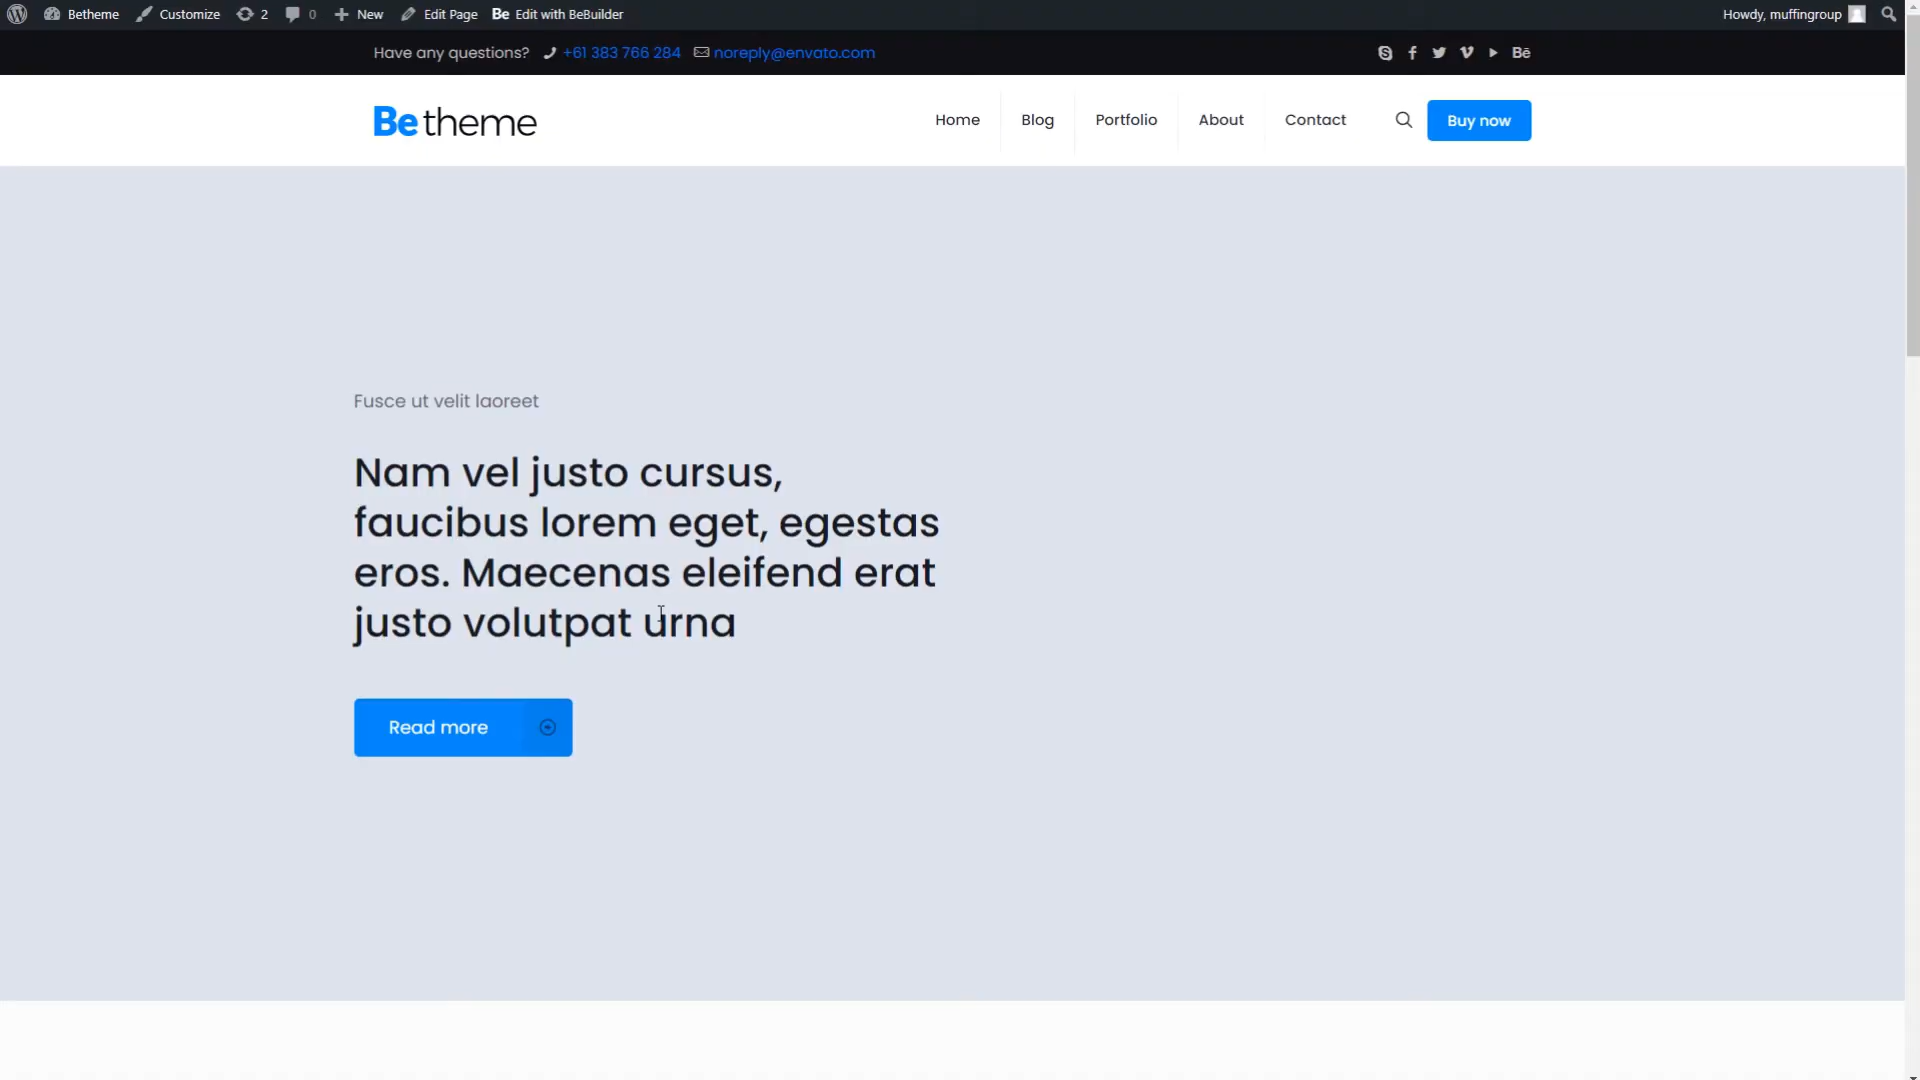 Betheme Customize 2 0 New Edit Page Be Edit with BeBuilder Howdy, muffingroup
Have any questions? +61 383 766 284 noreply@envato.com Bē
Betheme Home Blog Portfolio About Contact Buy now
Fusce ut velit laoreet
Nam vel justo cursus,
faucibus lorem eget, egestas
eros. Maecenas eleifend erat
justo volutpat urna
Read more